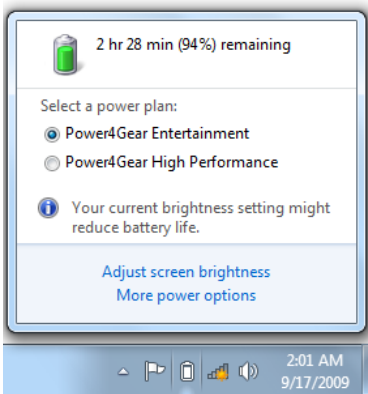 2 hr 28 min (94%) remaining
Select a power plan:
Power4Gear Entertainment
Power4Gear High Performance
Your current brightness setting might
reduce battery life.
Adjust screen brightness
More power options
2:01 AM
9/17/2009